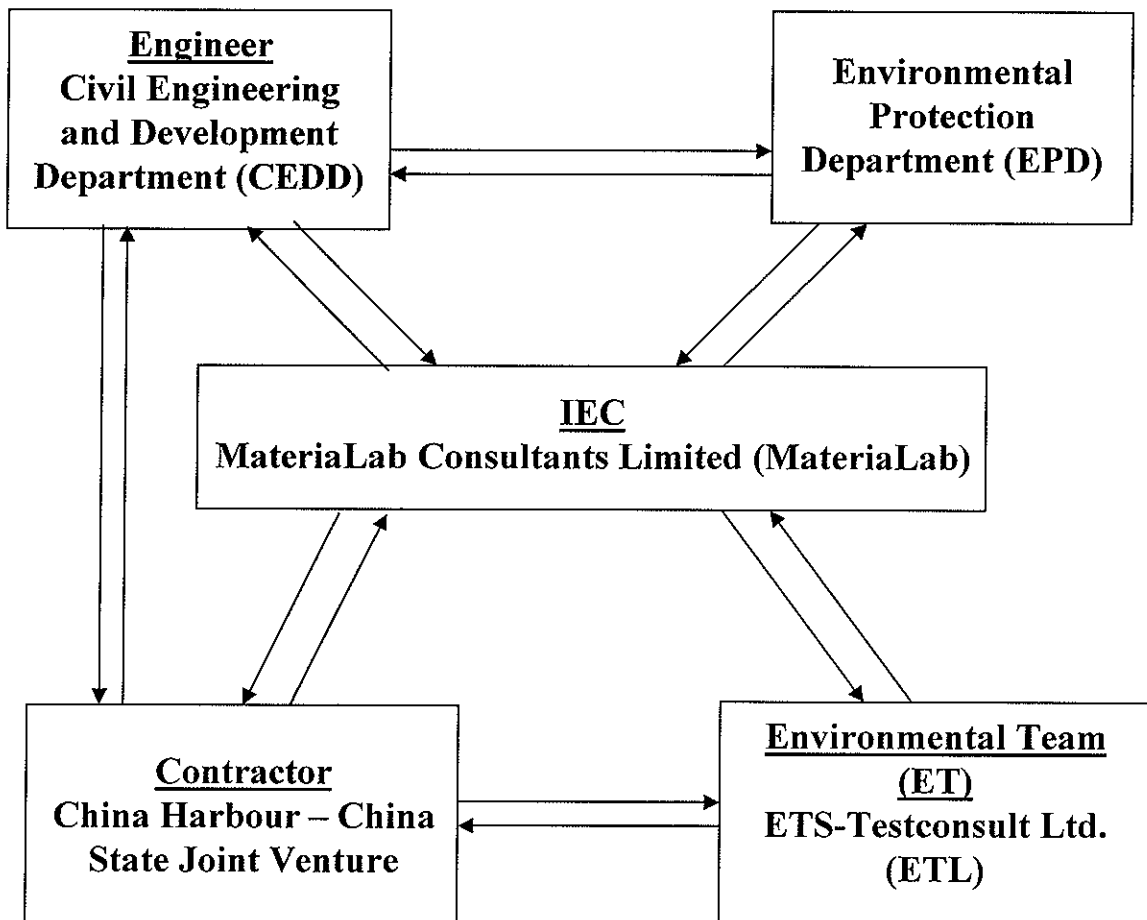 Engineer
Civil Engineering
and Development
Department (CEDD)
Environmental
Protection
Department (EPD)
IEC
MateriaLab Consultants Limited (MateriaLab)
Contractor
China Harbour – China
State Joint Venture
Environmental Team
(ET)
ETS-Testconsult Ltd.
(ETL)